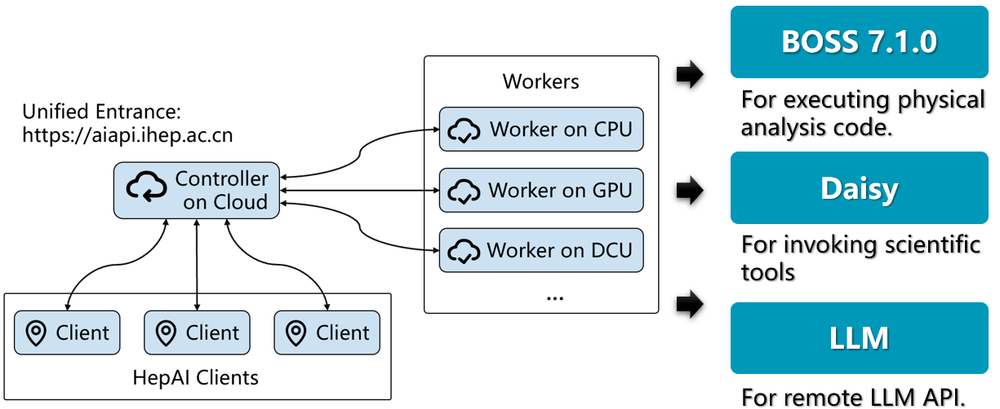 Unified Entrance:
https://aiapi.ihep.ac.cn
Controller
on Cloud
Client
Client
Client
HepAI Clients
Workers
Worker on CPU
Worker on GPU
Worker on DCU
...
BOSS 7.1.0
For executing physical
analysis code.
Daisy
For invoking scientific
tools
LLM
For remote LLM API.